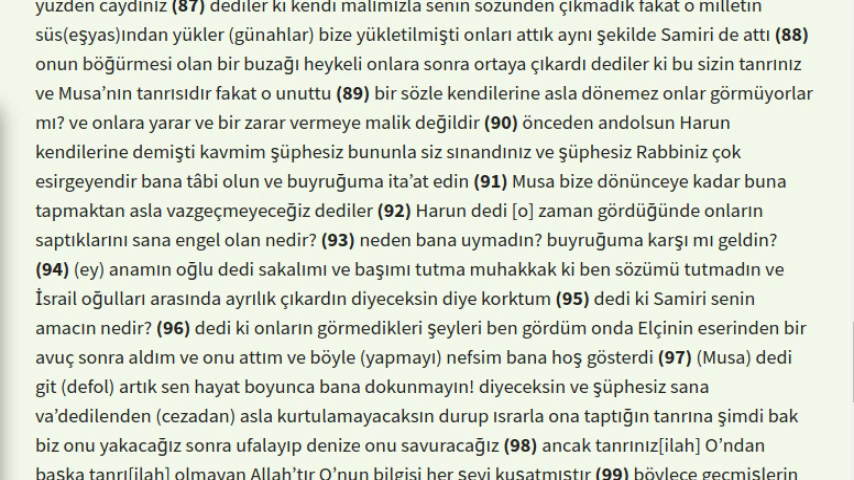 yüzden caydınız (87) dediler ki kendi malımızla senin sözünden çıkmadık fakat o milletin
süs(eşyas)ından yükler (günahlar) bize yükletilmişti onları attık aynı şekilde Samiri de attı (88)
onun böğürmesi olan bir buzağı heykeli onlara sonra ortaya çıkardı dediler ki bu sizin tanrınız
ve Musa’nın tanrısıdır fakat o unuttu (89) bir sözle kendilerine asla dönemez onlar görmüyorlar
mı? ve onlara yarar ve bir zarar vermeye malik değildir (90) önceden andolsun Harun
kendilerine demişti kavmim şüphesiz bununla siz sınandınız ve şüphesiz Rabbiniz çok
esirgeyendir bana tâbi olun ve buyruğuma ita’at edin (91) Musa bize dönünceye kadar buna
tapmaktan asla vazgeçmeyeceğiz dediler (92) Harun dedi [o] zaman gördüğünde onların
saptıklarını sana engel olan nedir? (93) neden bana uymadın? buyruğuma karşı mı geldin?
(94) (ey) anamın oğlu dedi sakalımı ve başımı tutma muhakkak ki ben sözümü tutmadın ve
İsrail oğulları arasında ayrılık çıkardın diyeceksin diye korktum (95) dedi ki Samiri senin
amacın nedir? (96) dedi ki onların görmedikleri şeyleri ben gördüm onda Elçinin eserinden bir
avuç sonra aldım ve onu attım ve böyle (yapmayı) nefsim bana hoş gösterdi (97) (Musa) dedi
git (defol) artık sen hayat boyunca bana dokunmayın! diyeceksin ve şüphesiz sana
va’dedilenden (cezadan) asla kurtulamayacaksın durup ısrarla ona taptığın tanrına şimdi bak
biz onu yakacağız sonra ufalayıp denize onu savuracağız (98) ancak tanrınız[ilah] O’ndan
başka tanrı[ilah] olmayan Allah’tır O’nun bilgisi her şeyi kuşatmıştır (99) böylece geçmişlerin